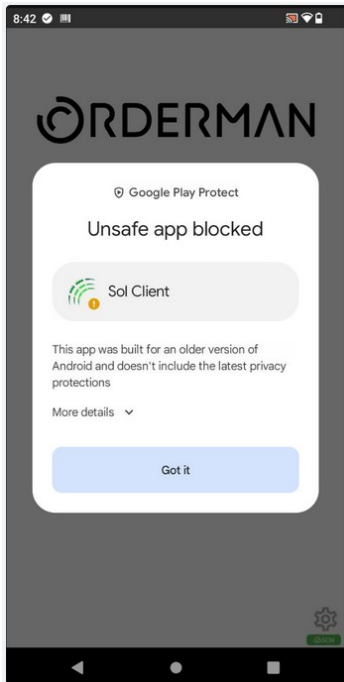 8:42
ORDERMAN
Google Play Protect
Unsafe app blocked
Sol Client
This app was built for an older version of
Android and doesn't include the latest privacy
protections
More details
Got it